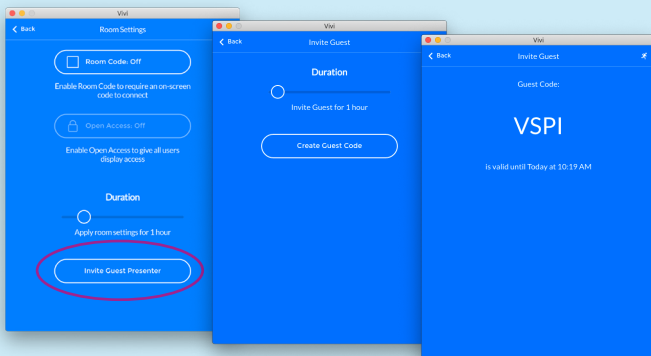 Vivi
Back
Room Settings
Room Code: Off
Enable Room Code to require an on-screen
code to connect
Open Access: Off
Enable Open Access to give all users
display access
Duration
Apply room settings for 1 hour
Invite Guest Presenter
Vivi
Back
Invite Guest
Duration
Invite Guest for 1 hour
Create Guest Code
Vivi
Back
Invite Guest
Guest Code:
VSPI
is valid until Today at 10:19 AM